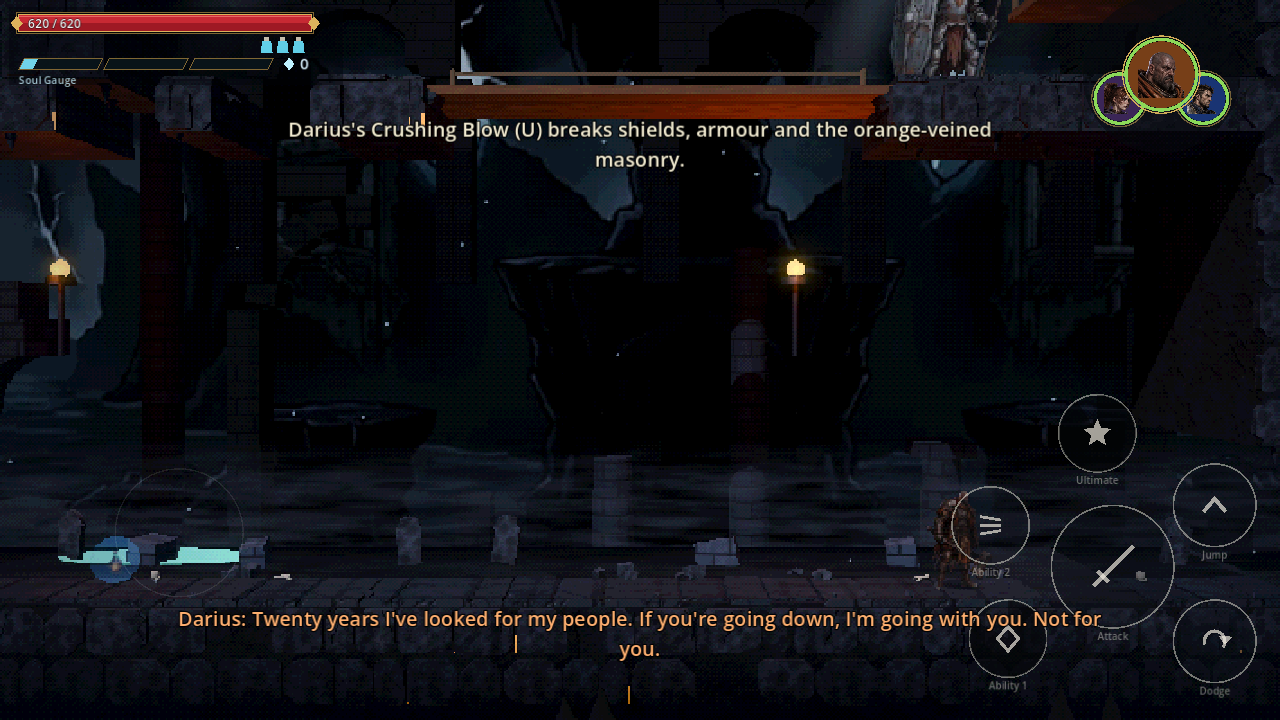 620 / 620
0
Soul Gauge
Darius's Crushing Blow (U) breaks shields, armour and the orange-veined
masonry.
Ultimate
Jump
Ability 2
Darius: Twenty years I've looked for my people. If you're going down, I'm going with you. Not for
you.
Attack
Ability 1
Dodge